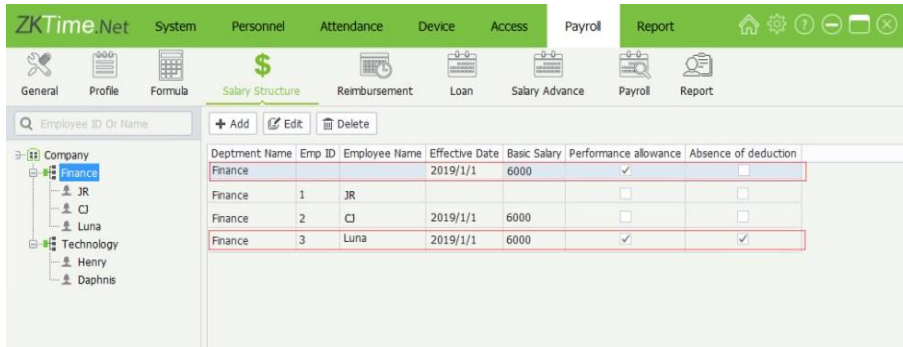 ZKTime.Net System Personnel Attendance Device Access Payroll Report
General Profile Formula Salary Structure Reimbursement Loan Salary Advance Payroll Report
Employee ID Or Name + Add Edit Delete
Company
Finance
JR
CJ
Luna
Technology
Henry
Daphnis
Deptment Name Emp ID Employee Name Effective Date Basic Salary Performance allowance Absence of deduction
Finance 2019/1/1 6000
Finance 1 JR
Finance 2 CJ 2019/1/1 6000
Finance 3 Luna 2019/1/1 6000